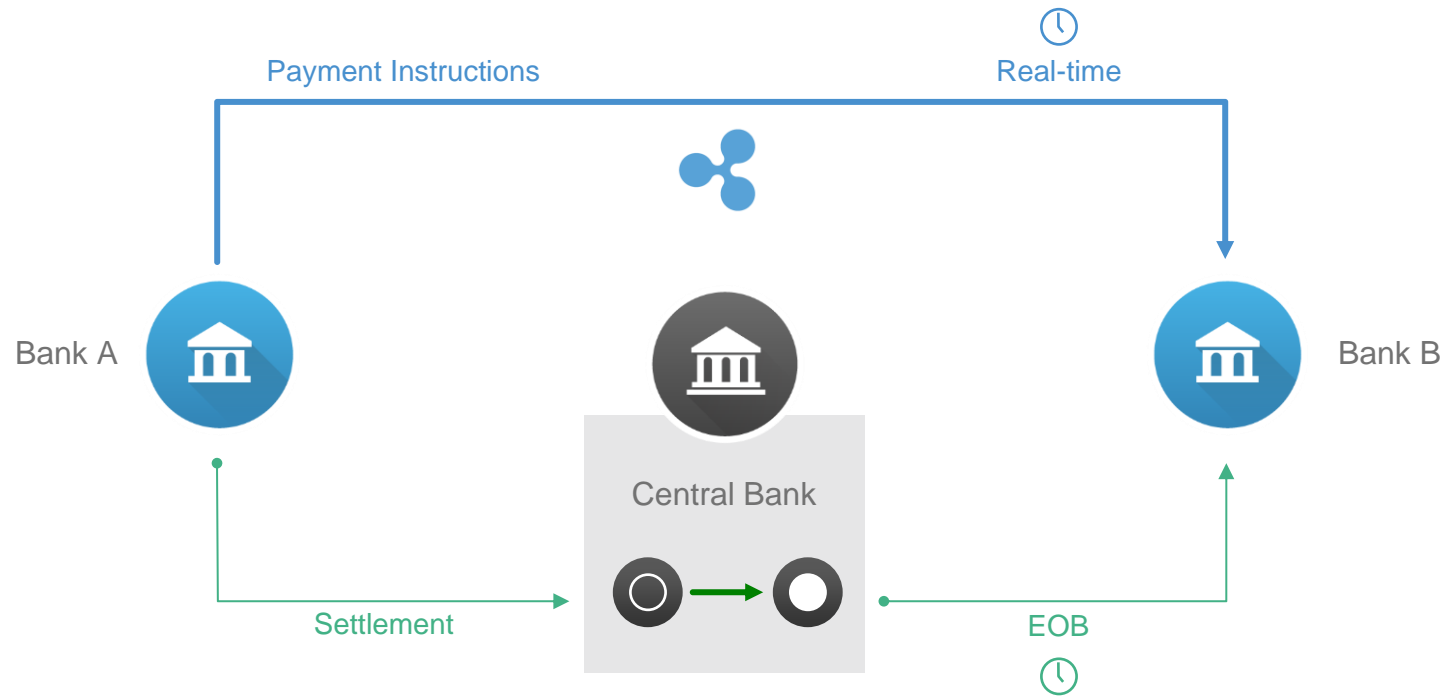 Payment Instructions
Real-time
Bank A
Bank B
Central Bank
Settlement
EOB